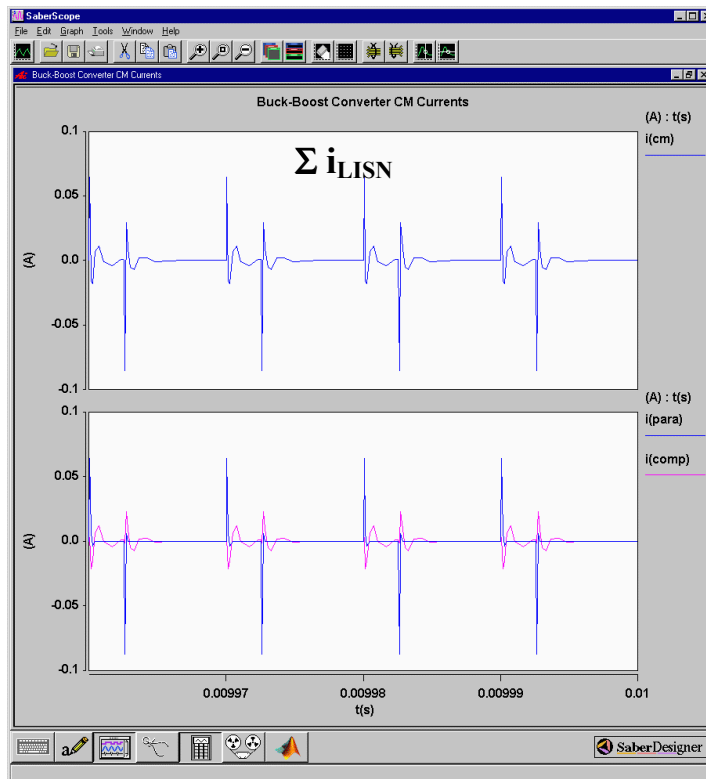 SaberScope
File Edit Graph Tools Window Help
Buck-Boost Converter CM Currents
Buck-Boost Converter CM Currents
(A) : t(s)
i(cm)
Σ iLISN
0.1
0.05
0.0
-0.05
-0.1
(A)
(A) : t(s)
i(para)
i(comp)
0.1
0.05
0.0
-0.05
-0.1
(A)
0.00997 0.00998 0.00999 0.01
t(s)
a
SaberDesigner